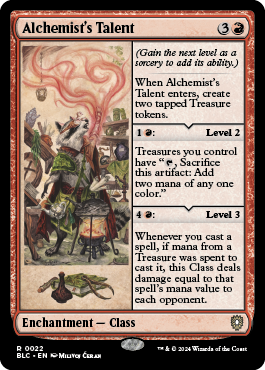 Alchemist's Talent 3R
(Gain the next level as a
sorcery to add its ability.)
When Alchemist's
Talent enters, create
two tapped Treasure
tokens.
1R: Level 2
Treasures you control
have “T, Sacrifice
this artifact: Add
two mana of any one
color.”
4R: Level 3
Whenever you cast a
spell, if mana from a
Treasure was spent to
cast it, this Class deals
damage equal to that
spell's mana value to
each opponent.
Enchantment — Class
R 0022
BLC • EN Milivoj Ćeran
™ & © 2024 Wizards of the Coast